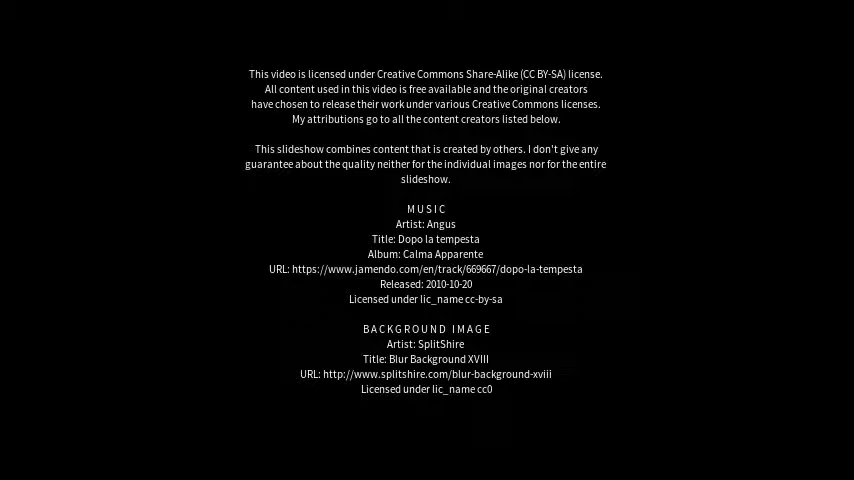 This video is licensed under Creative Commons Share-Alike (CC BY-SA) license.
All content used in this video is free available and the original creators
have chosen to release their work under various Creative Commons licenses.
My attributions go to all the content creators listed below.
This slideshow combines content that is created by others. I don't give any
guarantee about the quality neither for the individual images nor for the entire
slideshow.
M U S I C
Artist: Angus
Title: Dopo la tempesta
Album: Calma Apparente
URL: https://www.jamendo.com/en/track/669667/dopo-la-tempesta
Released: 2010-10-20
Licensed under lic_name cc-by-sa
B A C K G R O U N D  I M A G E
Artist: SplitShire
Title: Blur Background XVIII
URL: http://www.splitshire.com/blur-background-xviii
Licensed under lic_name cc0